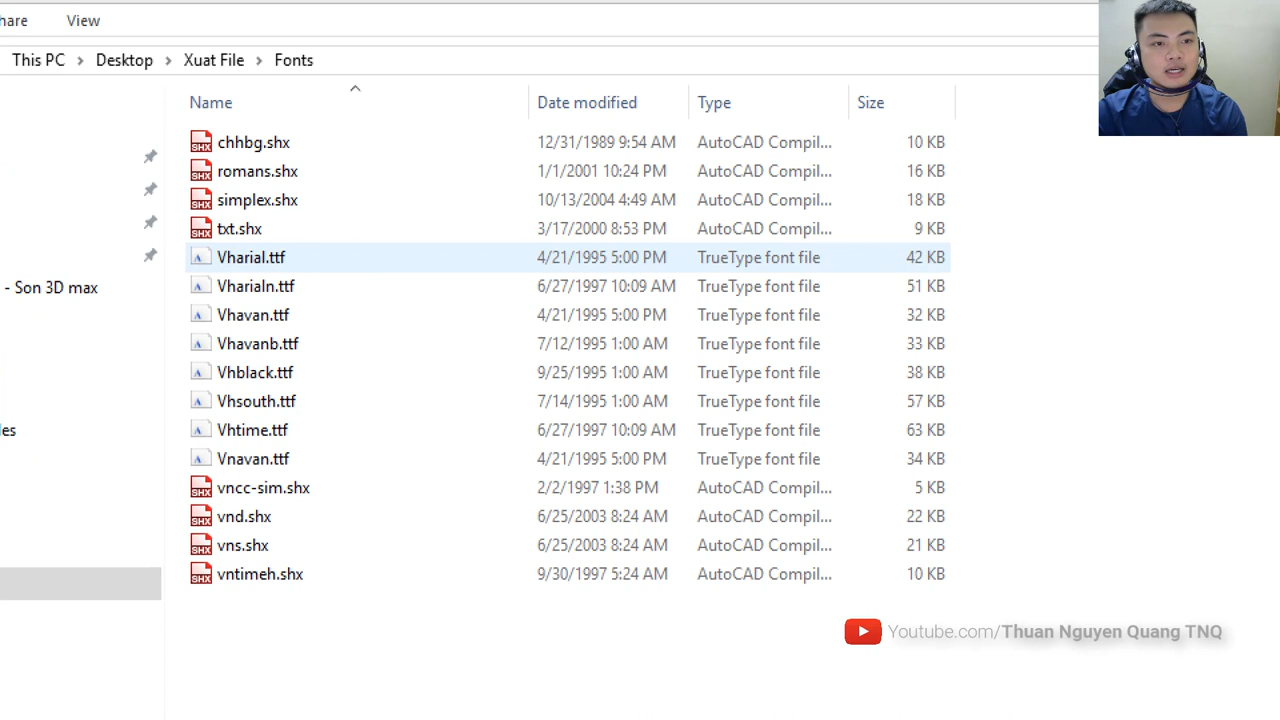 hare View
This PC > Desktop > Xuat File > Fonts
Name Date modified Type Size
chhbg.shx 12/31/1989 9:54 AM AutoCAD Compil... 10 KB
romans.shx 1/1/2001 10:24 PM AutoCAD Compil... 16 KB
simplex.shx 10/13/2004 4:49 AM AutoCAD Compil... 18 KB
txt.shx 3/17/2000 8:53 PM AutoCAD Compil... 9 KB
Vharial.ttf 4/21/1995 5:00 PM TrueType font file 42 KB
- Son 3D max
Vharialn.ttf 6/27/1997 10:09 AM TrueType font file 51 KB
Vhavan.ttf 4/21/1995 5:00 PM TrueType font file 32 KB
Vhavanb.ttf 7/12/1995 1:00 AM TrueType font file 33 KB
Vhblack.ttf 9/25/1995 1:00 AM TrueType font file 38 KB
Vhsouth.ttf 7/14/1995 1:00 AM TrueType font file 57 KB
les
Vhtime.ttf 6/27/1997 10:09 AM TrueType font file 63 KB
Vnavan.ttf 4/21/1995 5:00 PM TrueType font file 34 KB
vncc-sim.shx 2/2/1997 1:38 PM AutoCAD Compil... 5 KB
vnd.shx 6/25/2003 8:24 AM AutoCAD Compil... 22 KB
vns.shx 6/25/2003 8:24 AM AutoCAD Compil... 21 KB
vntimeh.shx 9/30/1997 5:24 AM AutoCAD Compil... 10 KB
Youtube.com/Thuan Nguyen Quang TNQ